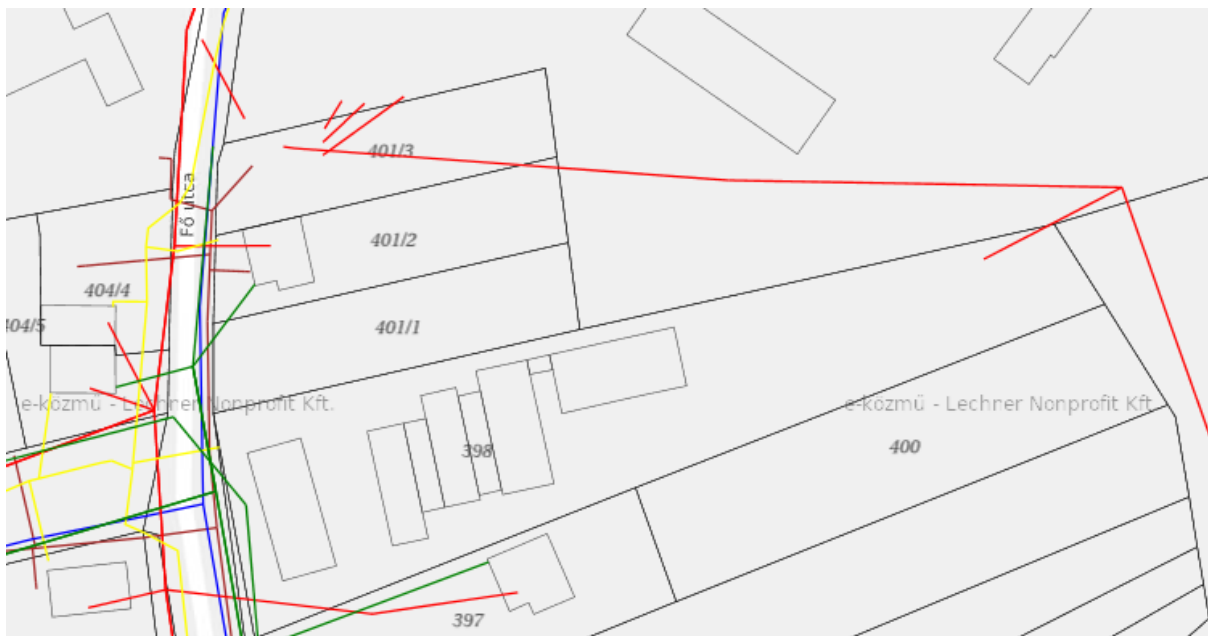 401/3
Fő utca
401/2
404/4
404/5
401/1
e-közmű - Lechner Nonprofit Kft.
e-közmű - Lechner Nonprofit Kft.
398
400
397